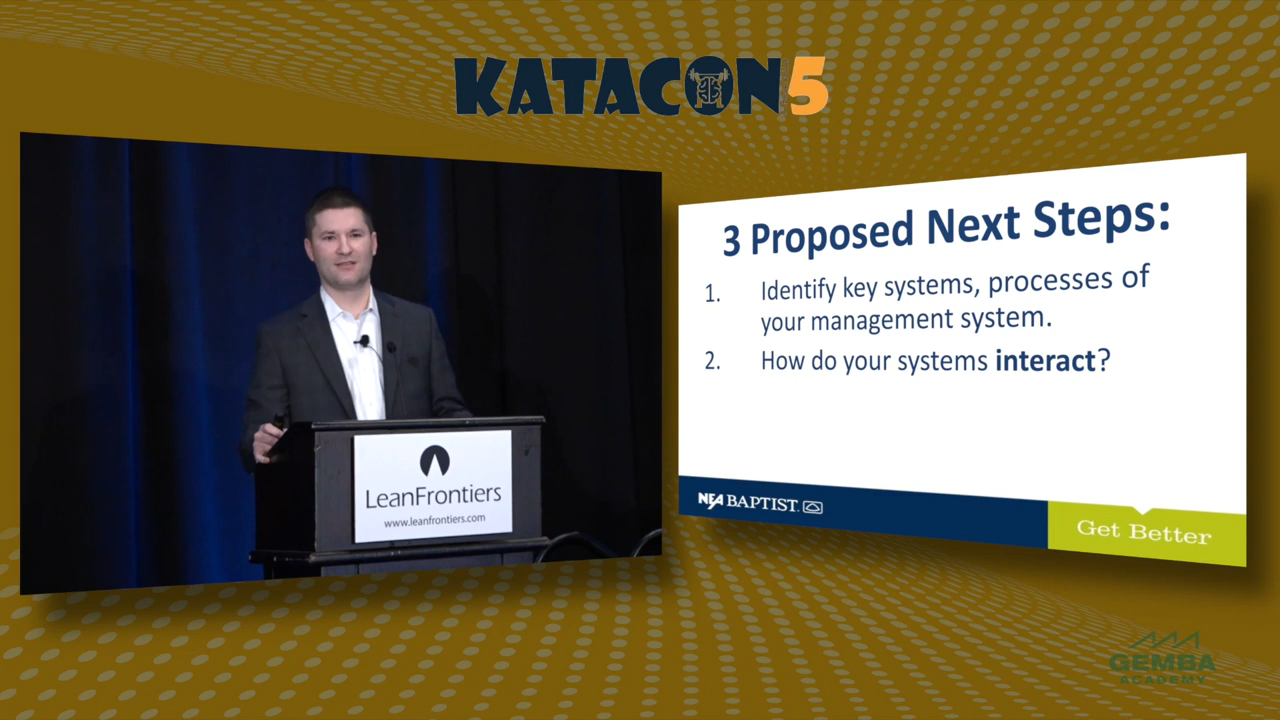 KATACON5
3 Proposed Next Steps:
1. Identify key systems, processes of
your management system.
2. How do your systems interact?
NEA BAPTIST
Get Better
LeanFrontiers
www.leanfrontiers.com
GEMBA
ACADEMY